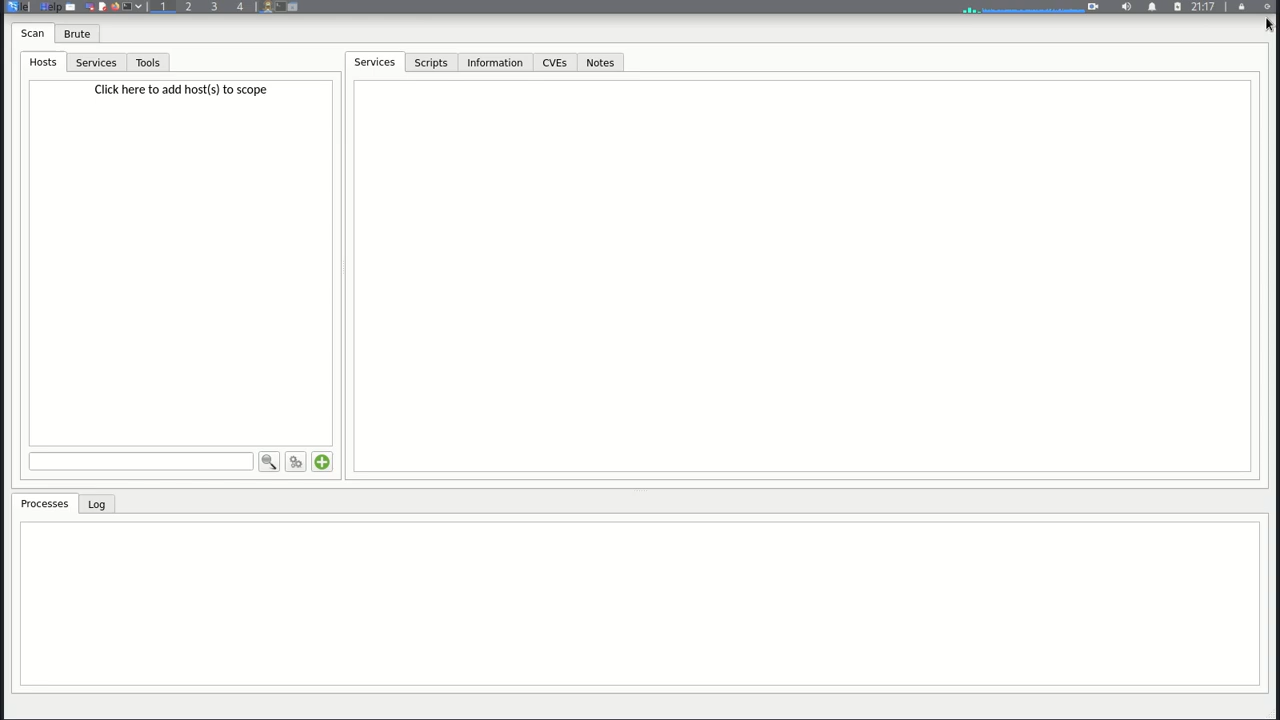 Help 1 2 3 4 21:17
Scan Brute
Hosts Services Tools
Services Scripts Information CVEs Notes
Click here to add host(s) to scope
Processes Log